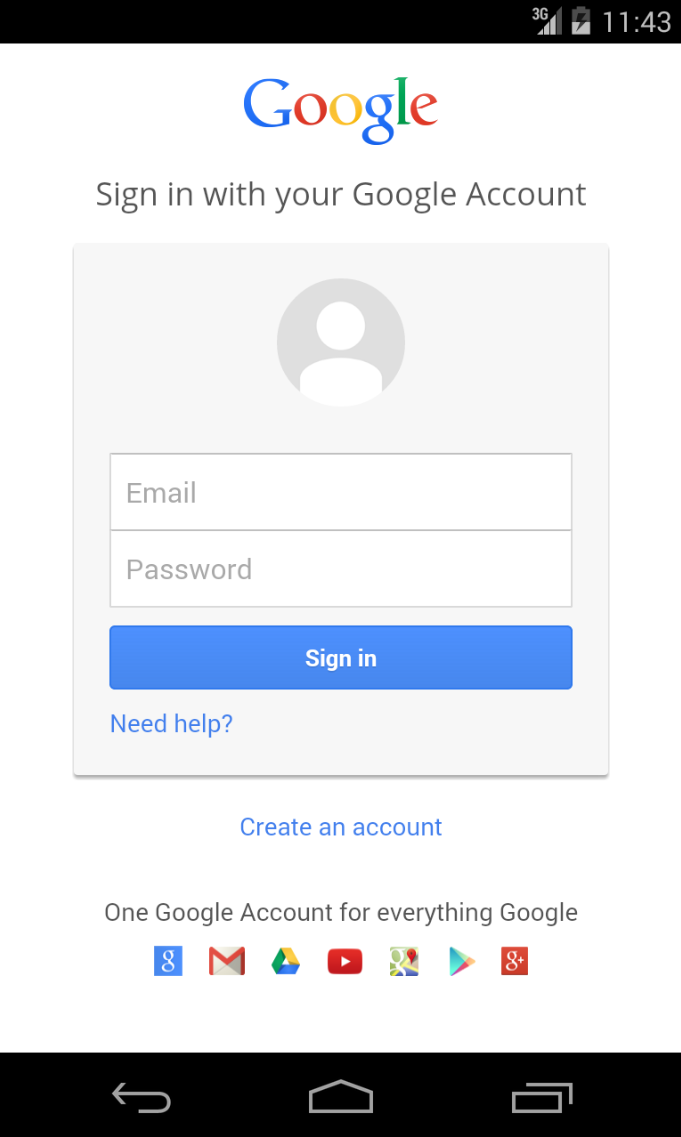 3G 11:43
Google
Sign in with your Google Account
Email
Password
Sign in
Need help?
Create an account
One Google Account for everything Google
g g g+